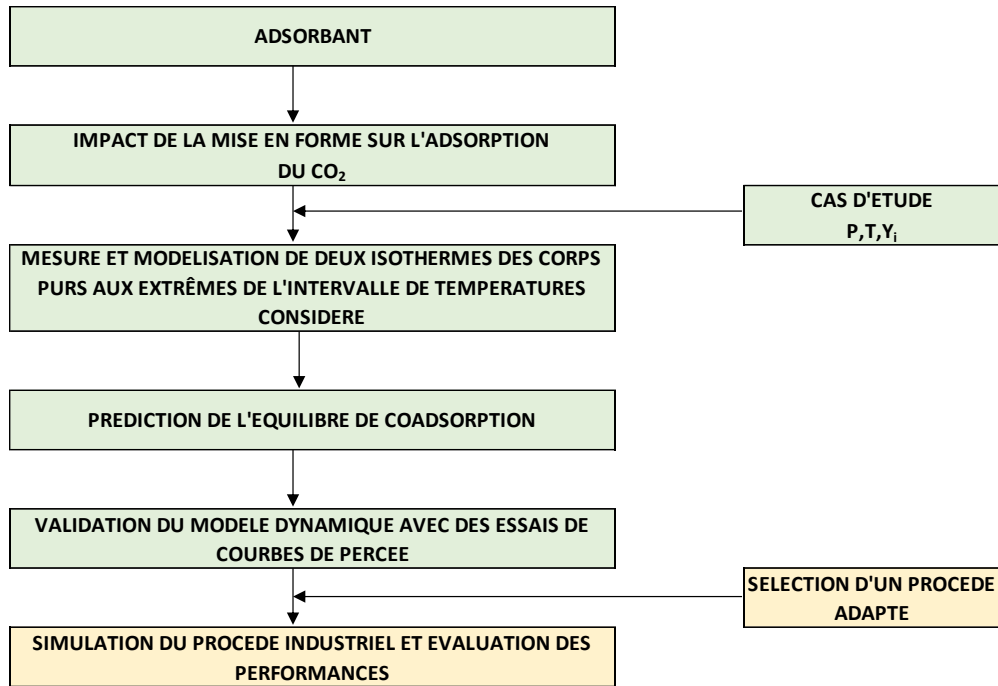 ADSORBANT
IMPACT DE LA MISE EN FORME SUR L'ADSORPTION
DU CO₂
CAS D'ETUDE
P,T,Yᵢ
MESURE ET MODELISATION DE DEUX ISOTHERMES DES CORPS
PURS AUX EXTRÊMES DE L'INTERVALLE DE TEMPERATURES
CONSIDERE
PREDICTION DE L'EQUILIBRE DE COADSORPTION
VALIDATION DU MODELE DYNAMIQUE AVEC DES ESSAIS DE
COURBES DE PERCEE
SELECTION D'UN PROCEDE
ADAPTE
SIMULATION DU PROCEDE INDUSTRIEL ET EVALUATION DES
PERFORMANCES